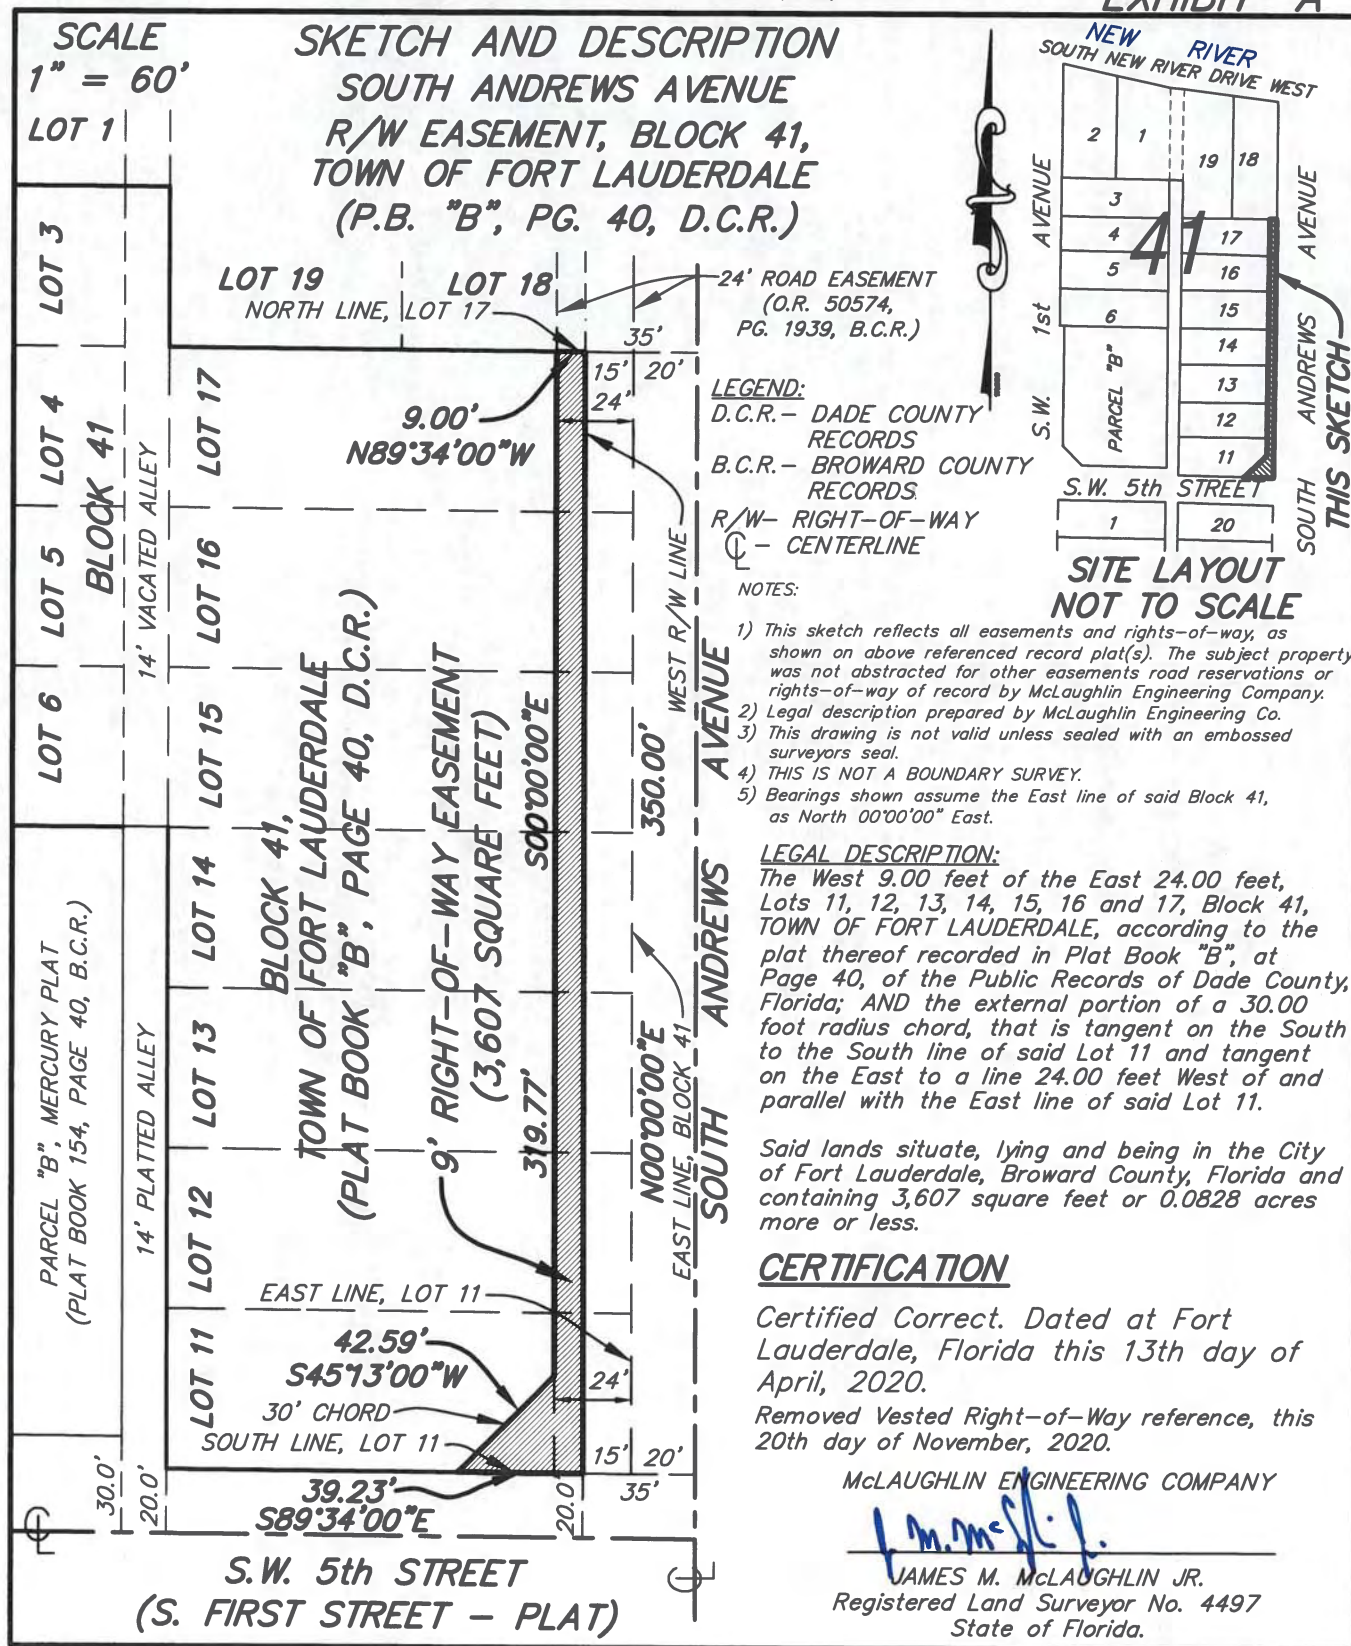 EXHIBIT "A"
SCALE
1" = 60'
SKETCH AND DESCRIPTION
SOUTH ANDREWS AVENUE
R/W EASEMENT, BLOCK 41,
TOWN OF FORT LAUDERDALE
(P.B. "B", PG. 40, D.C.R.)
NEW RIVER
SOUTH NEW RIVER DRIVE WEST
2
1
19
18
3
4
5
6
41
17
16
15
14
13
12
11
PARCEL "B"
S.W. 1st AVENUE
SOUTH ANDREWS AVENUE
THIS SKETCH
S.W. 5th STREET
1
20
SITE LAYOUT
NOT TO SCALE
LOT 1
LOT 3
LOT 4
LOT 5
LOT 6
BLOCK 41
14' VACATED ALLEY
14' PLATTED ALLEY
PARCEL "B", MERCURY PLAT
(PLAT BOOK 154, PAGE 40, B.C.R.)
LOT 19
LOT 18
NORTH LINE, LOT 17
24' ROAD EASEMENT
(O.R. 50574,
PG. 1939, B.C.R.)
35'
15'
20'
24'
9.00'
N89°34'00"W
LOT 17
LOT 16
LOT 15
LOT 14
LOT 13
LOT 12
LOT 11
BLOCK 41,
TOWN OF FORT LAUDERDALE
(PLAT BOOK "B", PAGE 40, D.C.R.)
9' RIGHT-OF-WAY EASEMENT
(3,607 SQUARE FEET)
S00°00'00"E
319.77'
350.00'
N00°00'00"E
WEST R/W LINE
EAST LINE, BLOCK 41
SOUTH ANDREWS AVENUE
EAST LINE, LOT 11
42.59'
S45°13'00"W
30' CHORD
SOUTH LINE, LOT 11
24'
15'
20'
35'
39.23'
S89°34'00"E
30.0'
20.0'
20.0'
S.W. 5th STREET
(S. FIRST STREET - PLAT)
LEGEND:
D.C.R.- DADE COUNTY
RECORDS
B.C.R.- BROWARD COUNTY
RECORDS
R/W- RIGHT-OF-WAY
℄ - CENTERLINE
NOTES:
1) This sketch reflects all easements and rights-of-way, as
shown on above referenced record plat(s). The subject property
was not abstracted for other easements road reservations or
rights-of-way of record by McLaughlin Engineering Company.
2) Legal description prepared by McLaughlin Engineering Co.
3) This drawing is not valid unless sealed with an embossed
surveyors seal.
4) THIS IS NOT A BOUNDARY SURVEY.
5) Bearings shown assume the East line of said Block 41,
as North 00°00'00" East.
LEGAL DESCRIPTION:
The West 9.00 feet of the East 24.00 feet,
Lots 11, 12, 13, 14, 15, 16 and 17, Block 41,
TOWN OF FORT LAUDERDALE, according to the
plat thereof recorded in Plat Book "B", at
Page 40, of the Public Records of Dade County,
Florida; AND the external portion of a 30.00
foot radius chord, that is tangent on the South
to the South line of said Lot 11 and tangent
on the East to a line 24.00 feet West of and
parallel with the East line of said Lot 11.
Said lands situate, lying and being in the City
of Fort Lauderdale, Broward County, Florida and
containing 3,607 square feet or 0.0828 acres
more or less.
CERTIFICATION
Certified Correct. Dated at Fort
Lauderdale, Florida this 13th day of
April, 2020.
Removed Vested Right-of-Way reference, this
20th day of November, 2020.
McLAUGHLIN ENGINEERING COMPANY
JAMES M. McLAUGHLIN JR.
Registered Land Surveyor No. 4497
State of Florida.